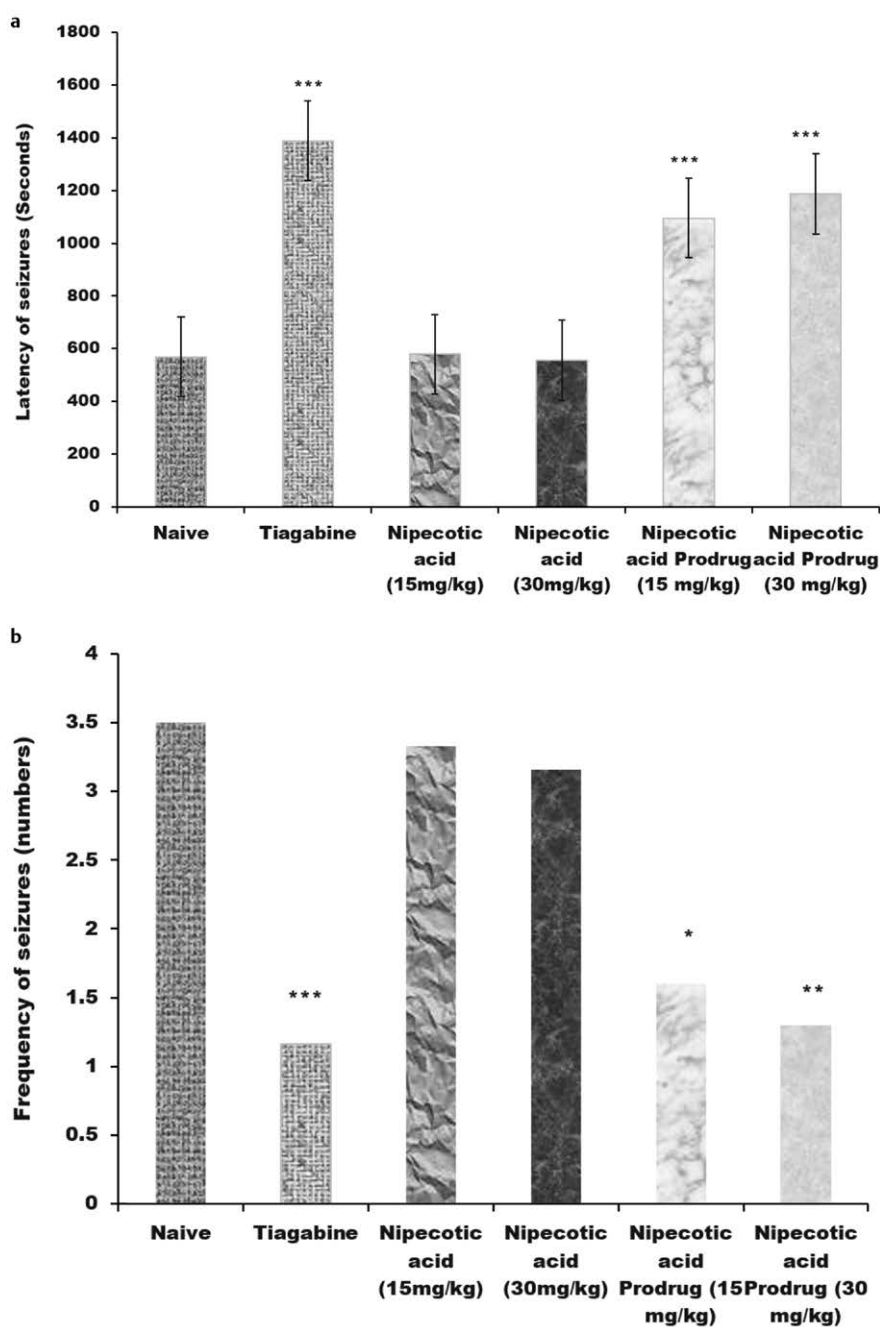 a
Latency of seizures (Seconds)
1800
1600
1400
1200
1000
800
600
400
200
0
***
***
***
Naive
Tiagabine
Nipecotic
acid
(15mg/kg)
Nipecotic
acid
(30mg/kg)
Nipecotic
acid Prodrug
(15 mg/kg)
Nipecotic
acid Prodrug
(30 mg/kg)
b
Frequency of seizures (numbers)
4
3.5
3
2.5
2
1.5
1
0.5
0
***
*
**
Naive
Tiagabine
Nipecotic
acid
(15mg/kg)
Nipecotic
acid
(30mg/kg)
Nipecotic
acid
Prodrug (15
mg/kg)
Nipecotic
acid
Prodrug (30
mg/kg)